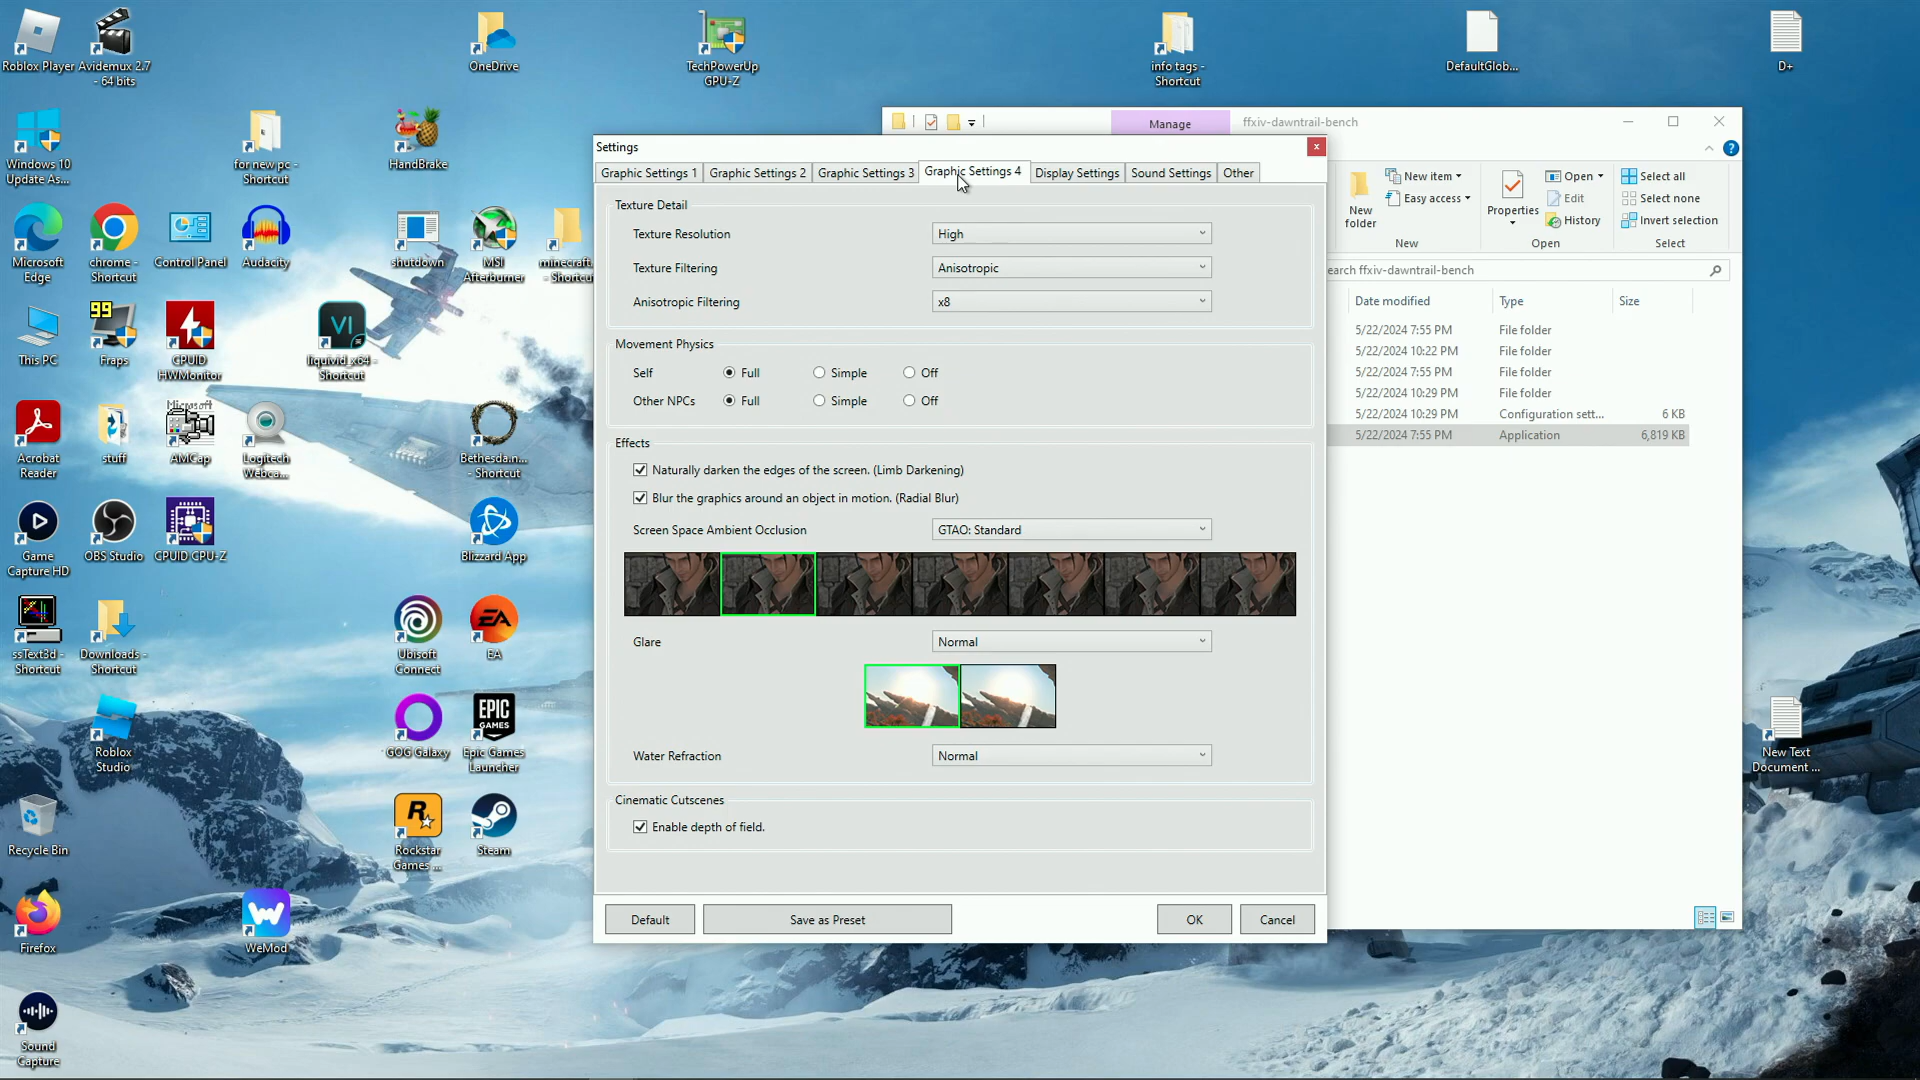 Roblox Player
Avidemux 2.7
- 64 bits
OneDrive
TechPowerUp
GPU-Z
info tags -
Shortcut
DefaultGlob...
D+
Windows 10
Update As...
for new pc -
Shortcut
HandBrake
Microsoft
Edge
chrome -
Shortcut
Control Panel
Audacity
shutdown
MSI
Afterburner
minecraft
- Shortcu
This PC
99
Fraps
CPUID
HWMonitor
VI
liquivid_x64 -
Shortcut
Acrobat
Reader
stuff
Microsoft
AMCap
Logitech
Webca...
Bethesda.n...
- Shortcut
Game
Capture HD
OBS Studio
CPUID CPU-Z
Blizzard App
ssText3d -
Shortcut
Downloads -
Shortcut
Ubisoft
Connect
EA
EA
Roblox
Studio
GOG Galaxy
EPIC
GAMES
Epic Games
Launcher
Recycle Bin
R
Rockstar
Games ...
Steam
Firefox
WeMod
Sound
Capture
New Text
Document ...
Manage
ffxiv-dawntrail-bench
New
folder
New item
Easy access
New
Properties
Open
Edit
History
Open
Select all
Select none
Invert selection
Select
earch ffxiv-dawntrail-bench
Date modified
Type
Size
5/22/2024 7:55 PM
File folder
5/22/2024 10:22 PM
File folder
5/22/2024 7:55 PM
File folder
5/22/2024 10:29 PM
File folder
5/22/2024 10:29 PM
Configuration sett...
6 KB
5/22/2024 7:55 PM
Application
6,819 KB
Settings
x
Graphic Settings 1
Graphic Settings 2
Graphic Settings 3
Graphic Settings 4
Display Settings
Sound Settings
Other
Texture Detail
Texture Resolution
High
Texture Filtering
Anisotropic
Anisotropic Filtering
x8
Movement Physics
Self
Full
Simple
Off
Other NPCs
Full
Simple
Off
Effects
Naturally darken the edges of the screen. (Limb Darkening)
Blur the graphics around an object in motion. (Radial Blur)
Screen Space Ambient Occlusion
GTAO: Standard
Glare
Normal
Water Refraction
Normal
Cinematic Cutscenes
Enable depth of field.
Default
Save as Preset
OK
Cancel